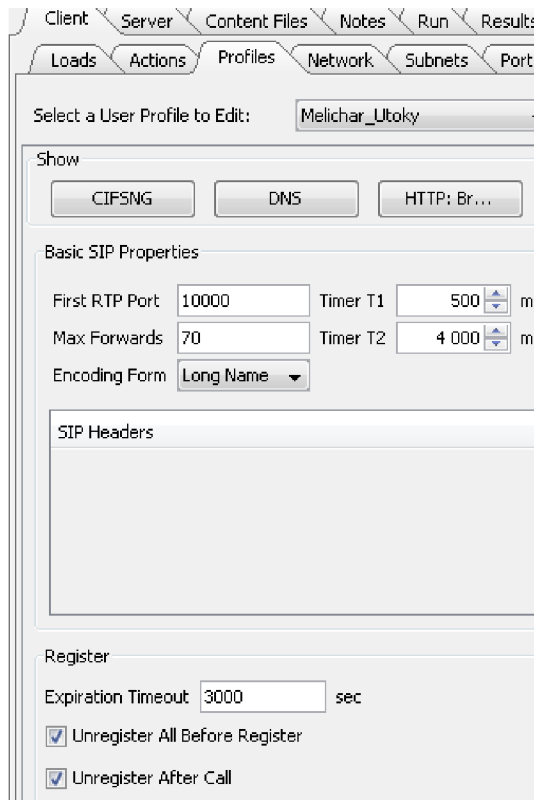 Client Server Content Files Notes Run Results
Loads Actions Profiles Network Subnets Port
Select a User Profile to Edit: Melichar_Utoky
Show
CIFSNG DNS HTTP: Br...
Basic SIP Properties
First RTP Port 10000 Timer T1 500 m
Max Forwards 70 Timer T2 4 000 m
Encoding Form Long Name
SIP Headers
Register
Expiration Timeout 3000 sec
Unregister All Before Register
Unregister After Call